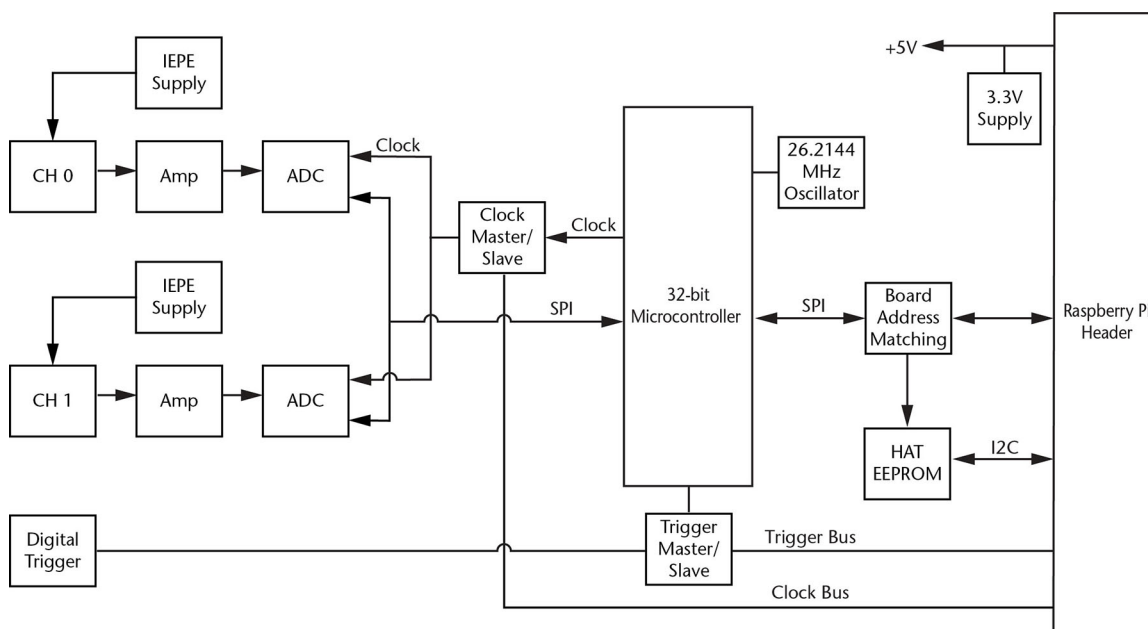 IEPE
Supply
+5V
3.3V
Supply
CH 0
Amp
ADC
Clock
26.2144
MHz
Oscillator
Clock
Master/
Slave
Clock
IEPE
Supply
SPI
32-bit
Microcontroller
SPI
Board
Address
Matching
Raspberry P
Header
CH 1
Amp
ADC
HAT
EEPROM
I2C
Digital
Trigger
Trigger
Master/
Slave
Trigger Bus
Clock Bus